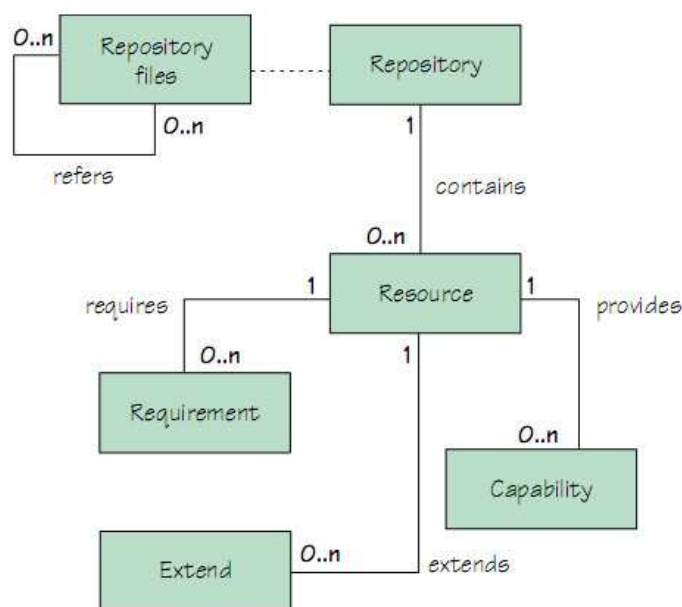 0..n
Repository
files
Repository
0..n
1
refers
contains
0..n
requires
1
Resource
1
provides
0..n
1
Requirement
0..n
Capability
0..n
Extend
extends